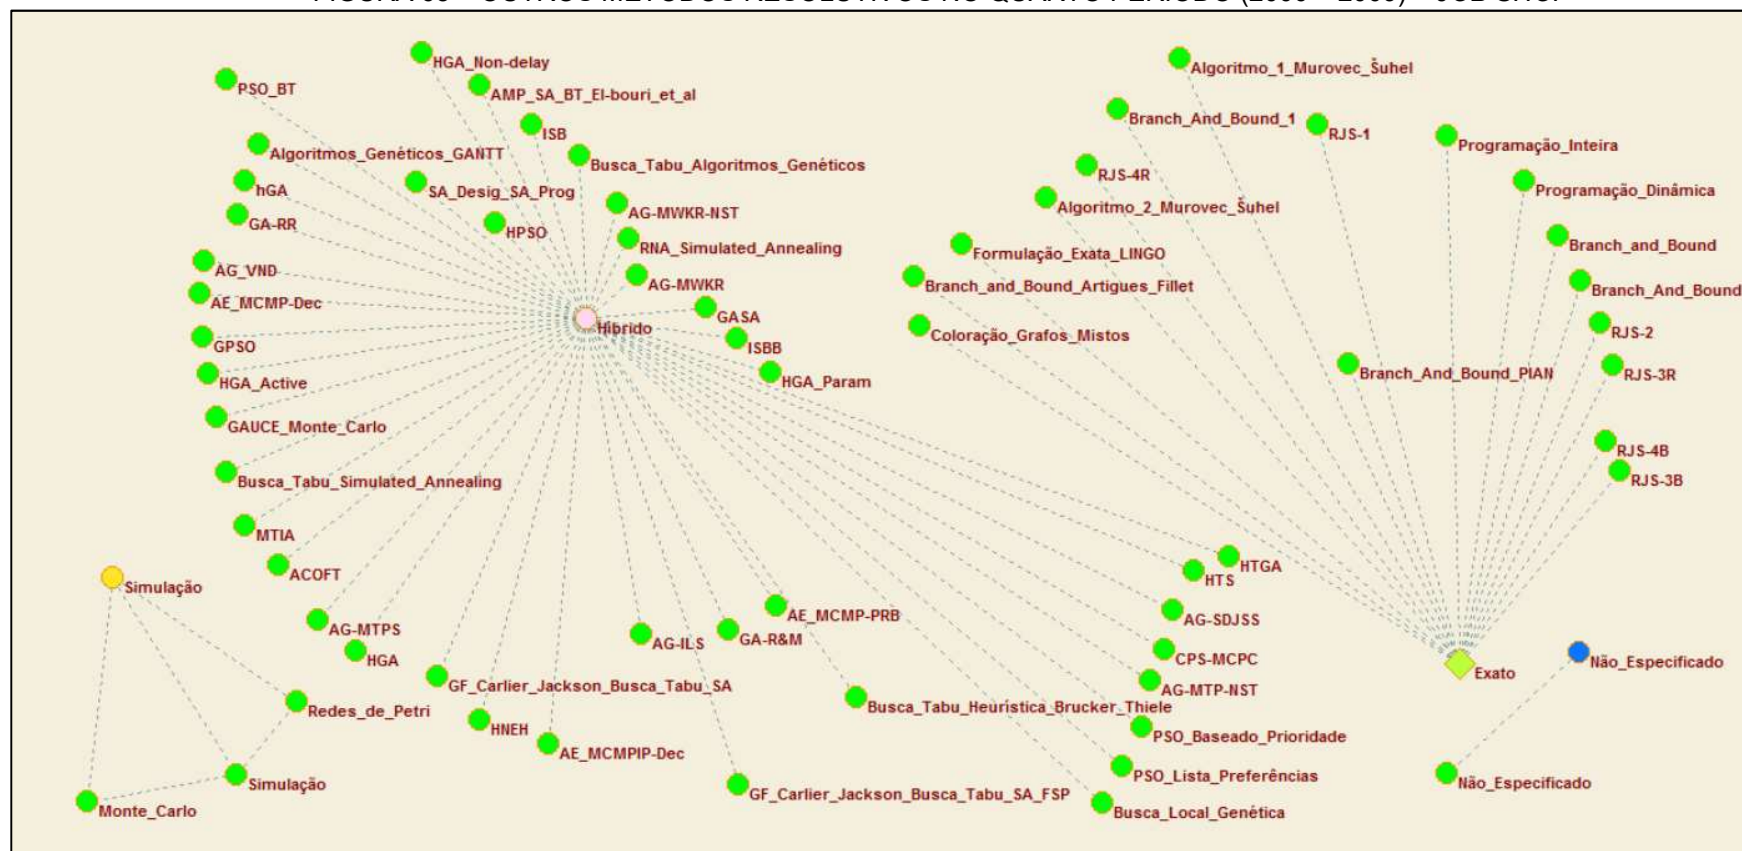 HGA_Non-delay
Algoritmo_1_Murovec_Šuhel
PSO_BT
AMP_SA_BT_El-bouri_et_al
Branch_And_Bound_1
ISB
RJS-1
Programação_Inteira
Algoritmos_Genéticos_GANTT
Busca_Tabu_Algoritmos_Genéticos
RJS-4R
hGA
SA_Desig_SA_Prog
Programação_Dinâmica
Algoritmo_2_Murovec_Šuhel
GA-RR
AG-MWKR-NST
HPSO
RNA_Simulated_Annealing
Formulação_Exata_LINGO
Branch_and_Bound
AG_VND
AG-MWKR
Branch_and_Bound_Artigues_Fillet
Branch_And_Bound
AE_MCMP-Dec
GASA
Híbrido
Coloração_Grafos_Mistos
RJS-2
GPSO
ISBB
HGA_Active
HGA_Param
Branch_And_Bound_PIAN
RJS-3R
GAUCE_Monte_Carlo
RJS-4B
Busca_Tabu_Simulated_Annealing
RJS-3B
MTIA
ACOFT
HTGA
HTS
Simulação
AE_MCMP-PRB
AG-SDJSS
AG-MTPS
AG-ILS
GA-R&M
HGA
CPS-MCPC
Não_Especificado
Exato
GF_Carlier_Jackson_Busca_Tabu_SA
AG-MTP-NST
Redes_de_Petri
Busca_Tabu_Heurística_Brucker_Thiele
HNEH
PSO_Baseado_Prioridade
AE_MCMPIP-Dec
PSO_Lista_Preferências
Simulação
Não_Especificado
GF_Carlier_Jackson_Busca_Tabu_SA_FSP
Monte_Carlo
Busca_Local_Genética